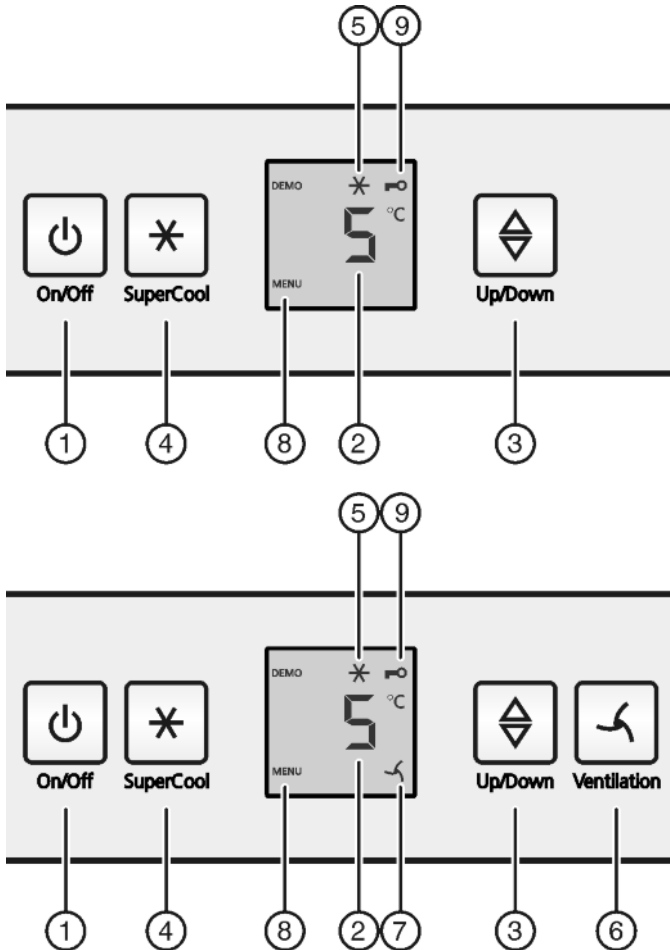 5 9
DEMO
5 °C
MENU
On/Off SuperCool Up/Down
1 4 8 2 3
5 9
DEMO
5 °C
MENU
On/Off SuperCool Up/Down Ventilation
1 4 8 2 7 3 6